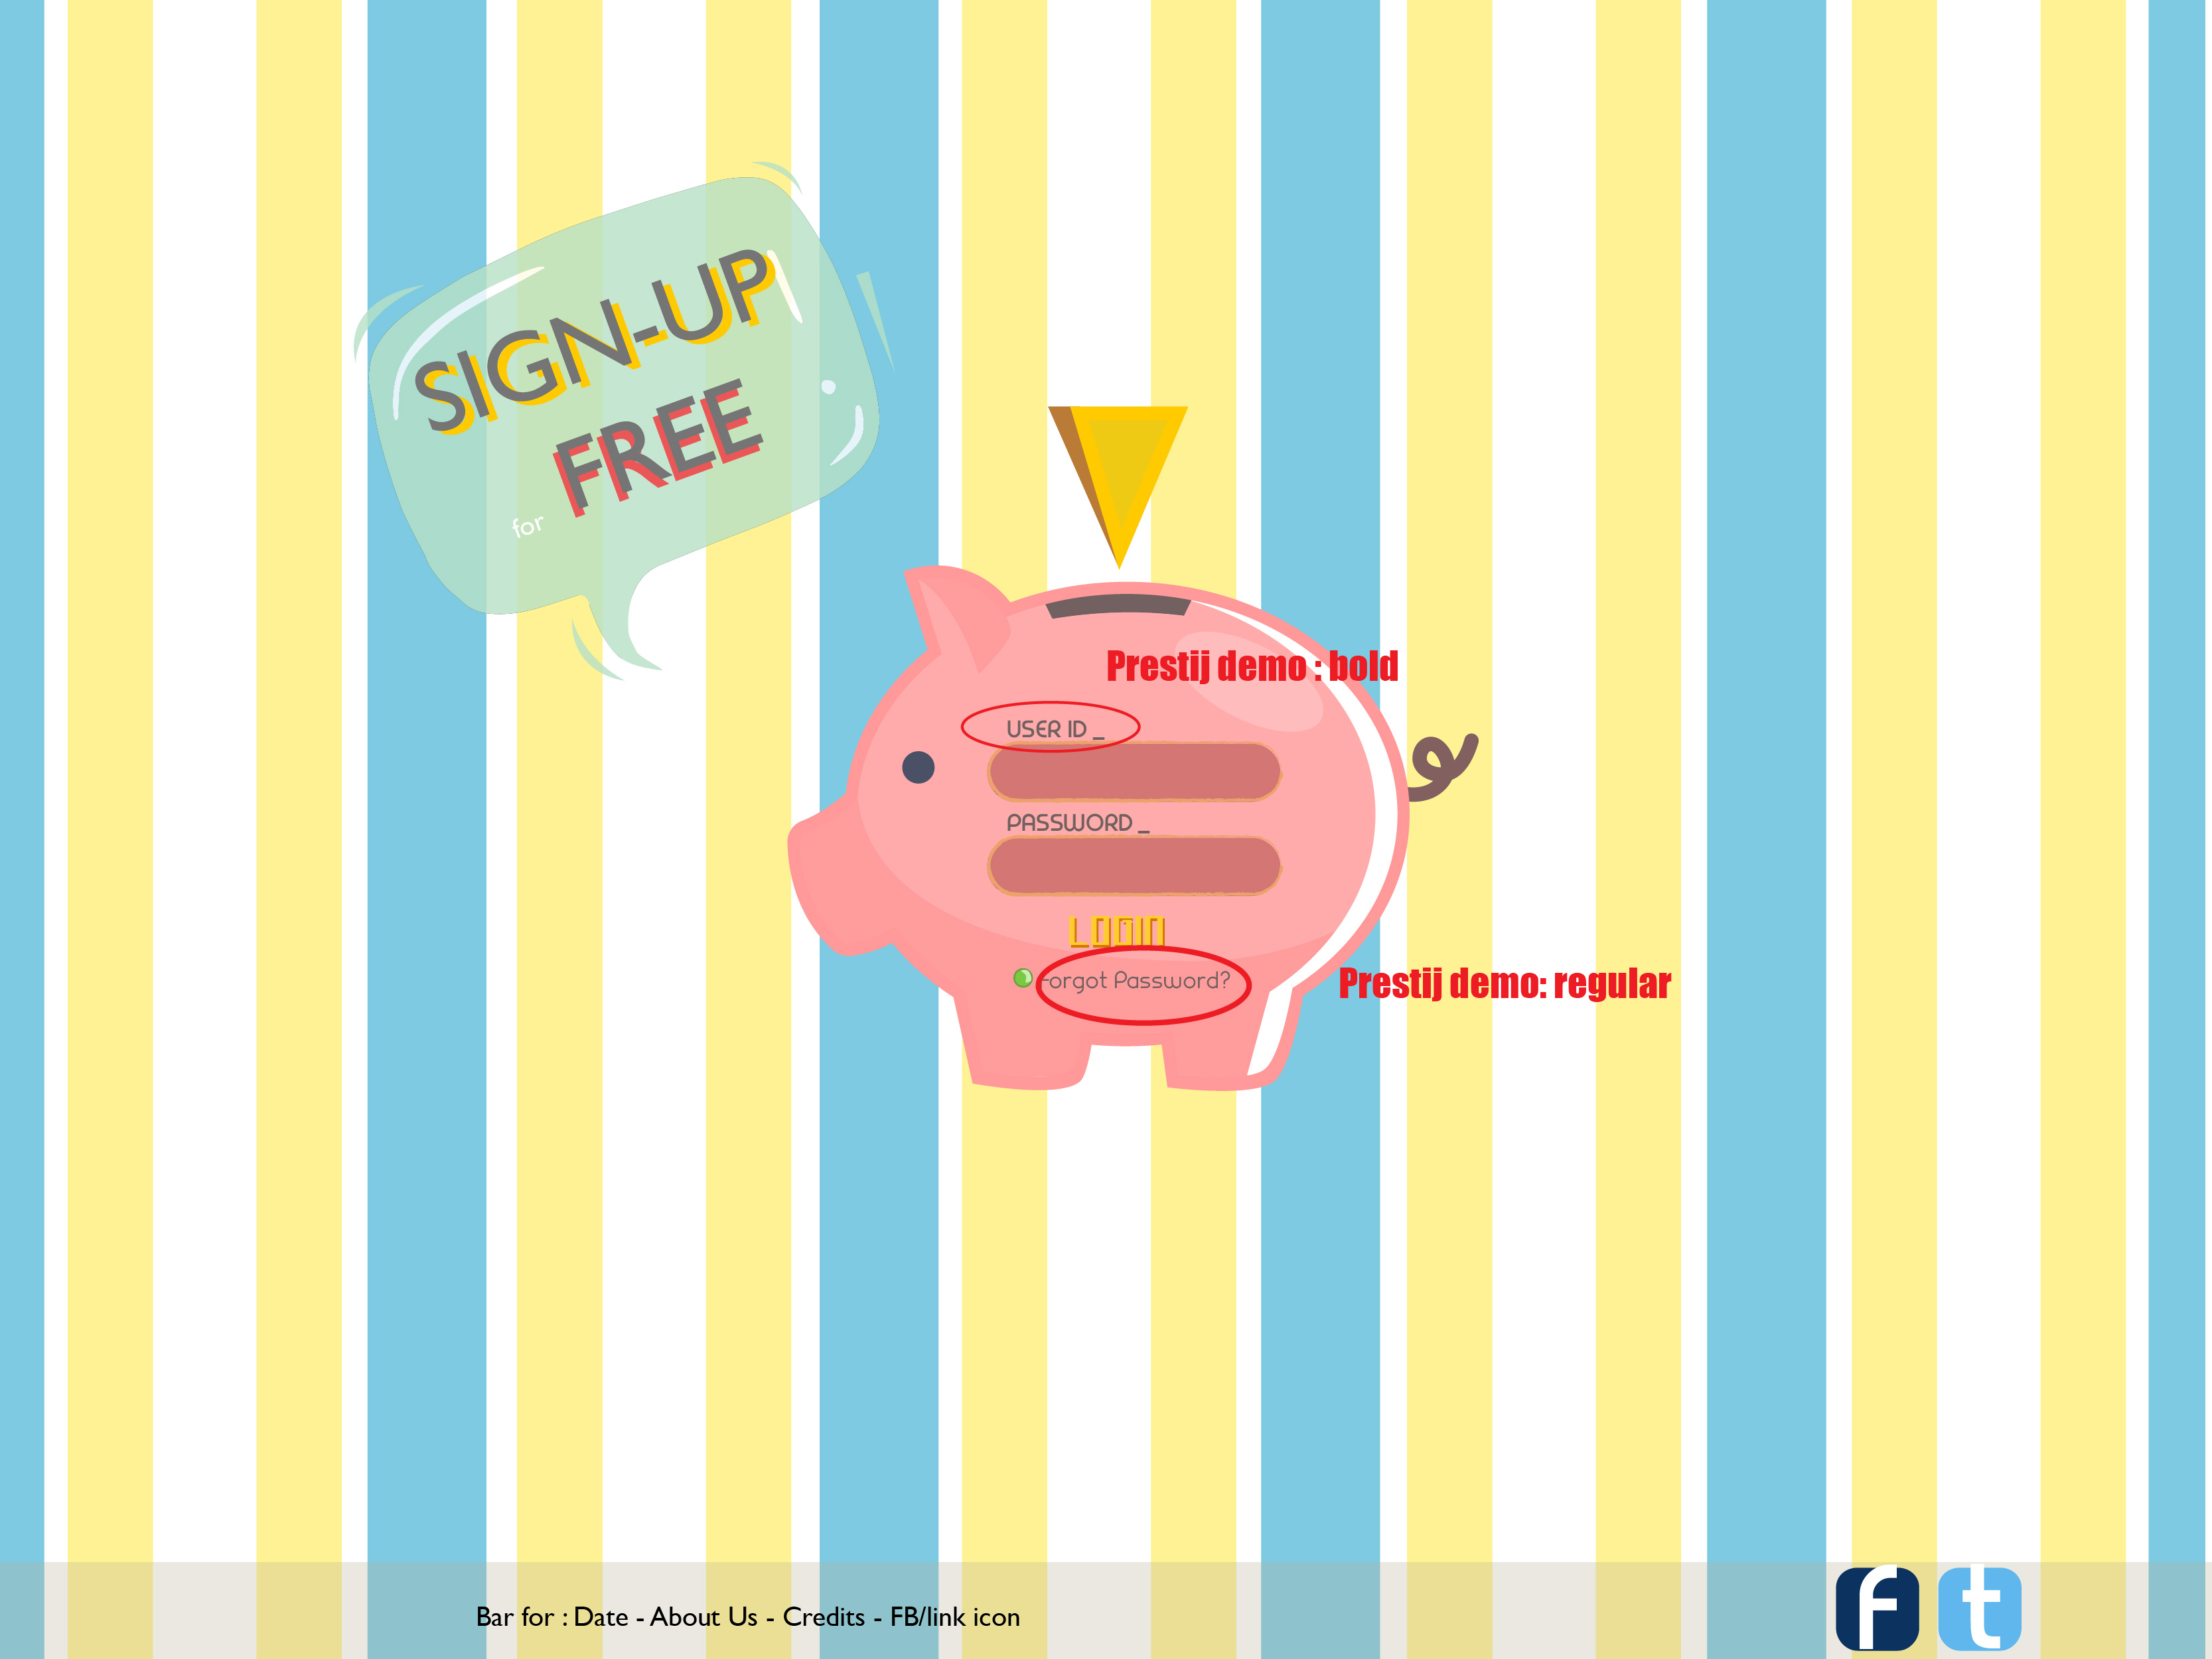 SIGN-UP
for FREE
Prestij demo : bold
USER ID _
PASSWORD _
LOGIN
Forgot Password?
Prestij demo: regular
Bar for : Date - About Us - Credits - FB/link icon
f t